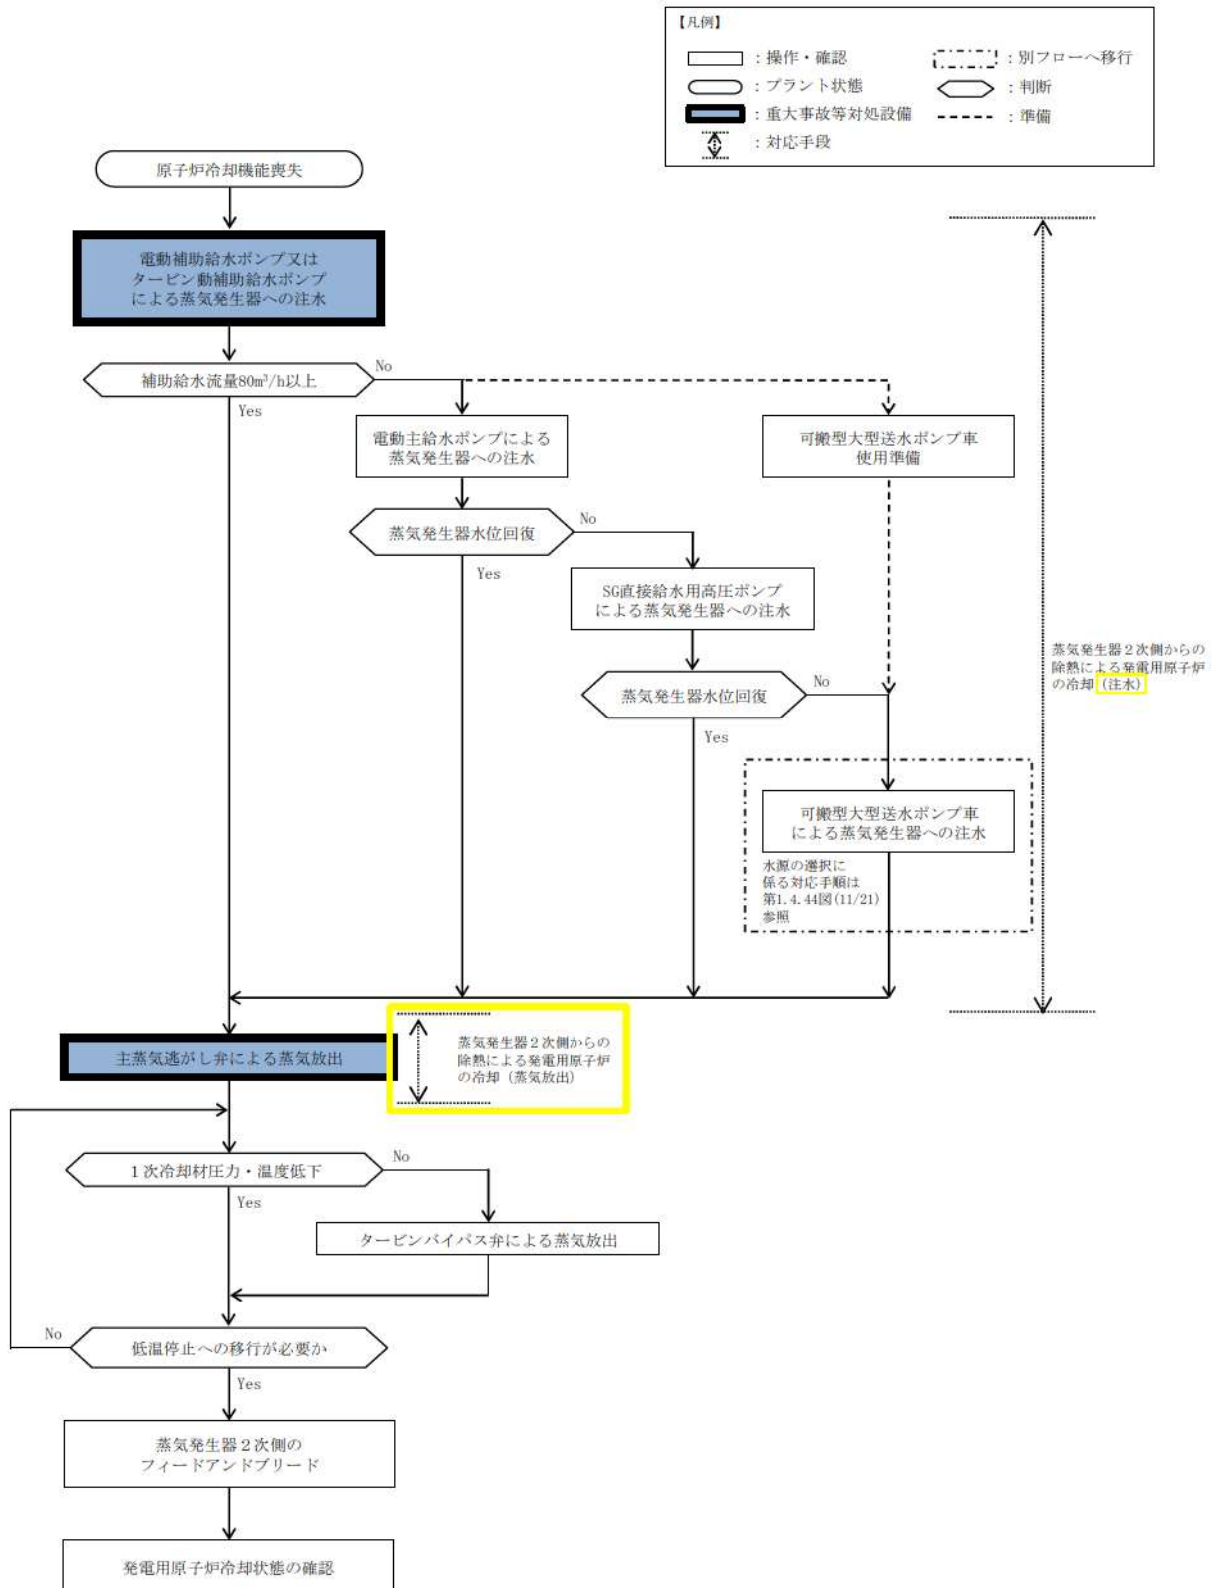 【凡例】
：操作・確認
：別フローへ移行
：プラント状態
：判断
：重大事故等対処設備
：準備
：対応手段
原子炉冷却機能喪失
電動補助給水ポンプ又は
タービン動補助給水ポンプ
による蒸気発生器への注水
補助給水流量80m³/h以上
No
Yes
電動主給水ポンプによる
蒸気発生器への注水
可搬型大型送水ポンプ車
使用準備
蒸気発生器水位回復
No
Yes
SG直接給水用高圧ポンプ
による蒸気発生器への注水
蒸気発生器水位回復
No
Yes
蒸気発生器２次側からの
除熱による発電用原子炉
の冷却（注水）
可搬型大型送水ポンプ車
による蒸気発生器への注水
水源の選択に
係る対応手順は
第1.4.44図(11/21)
参照
主蒸気逃がし弁による蒸気放出
蒸気発生器２次側からの
除熱による発電用原子炉
の冷却（蒸気放出）
１次冷却材圧力・温度低下
No
Yes
タービンバイパス弁による蒸気放出
低温停止への移行が必要か
No
Yes
蒸気発生器２次側の
フィードアンドブリード
発電用原子炉冷却状態の確認